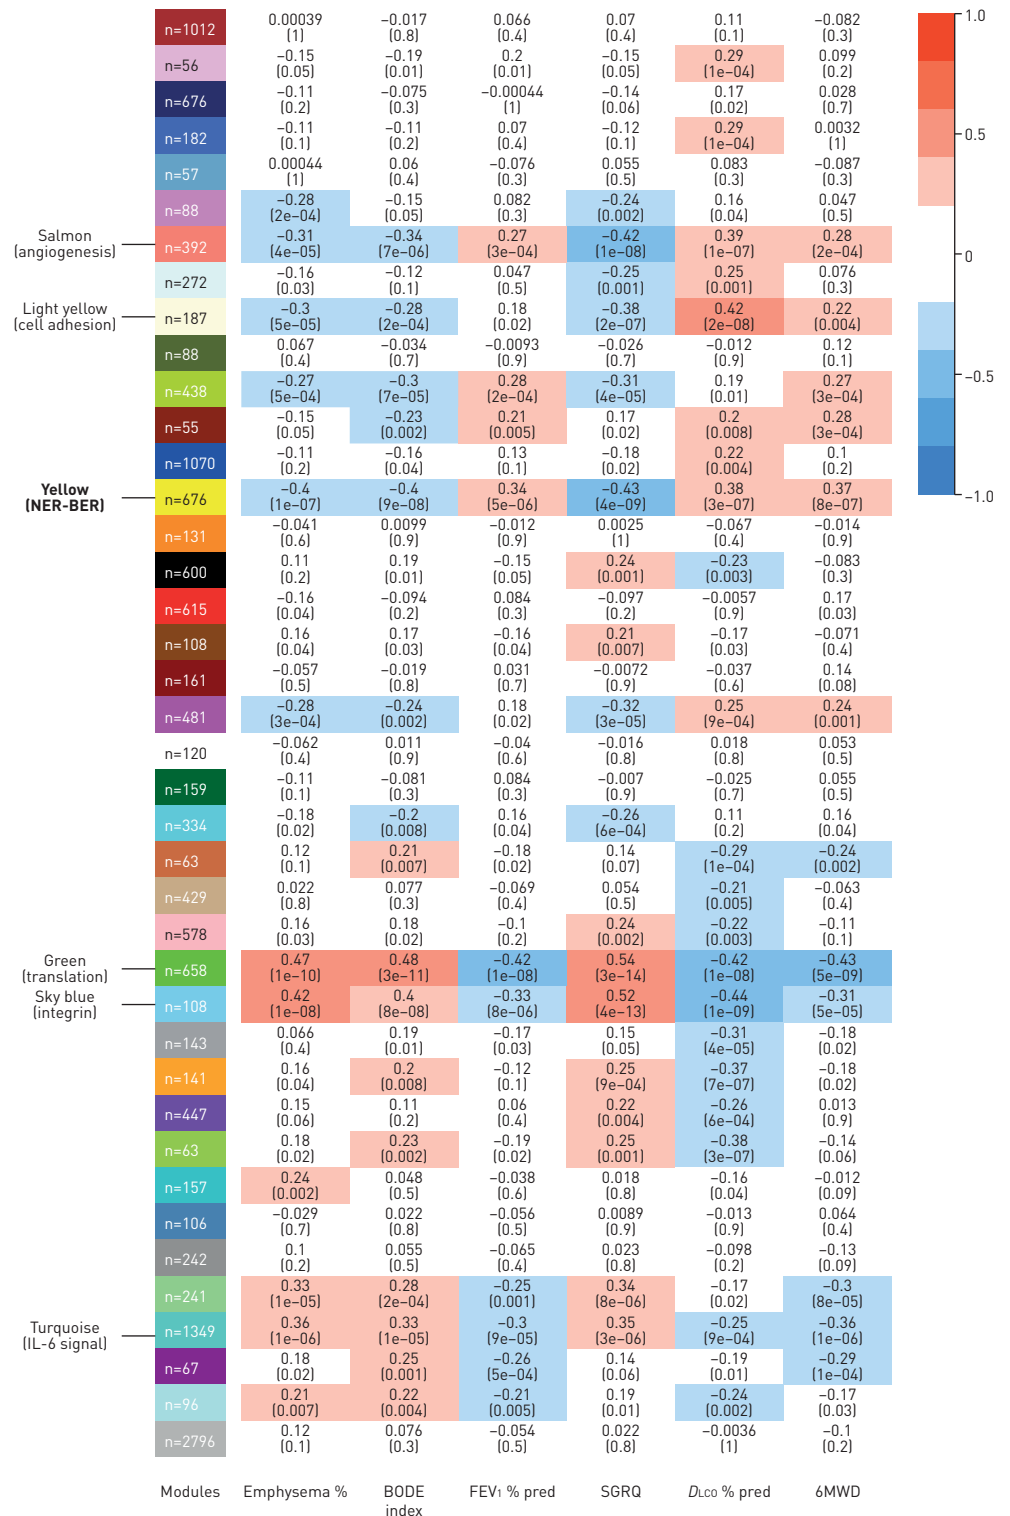 n=1012 0.00039 −0.017 0.066 0.07 0.11 −0.082
(1) (0.8) (0.4) (0.4) (0.1) (0.3)
n=56 −0.15 −0.19 0.2 −0.15 0.29 0.099
(0.05) (0.01) (0.01) (0.05) (1e−04) (0.2)
n=676 −0.11 −0.075 −0.00044 −0.14 0.17 0.028
(0.2) (0.3) (1) (0.06) (0.02) (0.7)
n=182 −0.11 −0.11 0.07 −0.12 0.29 0.0032
(0.1) (0.2) (0.4) (0.1) (1e−04) (1)
n=57 0.00044 0.06 −0.076 0.055 0.083 −0.087
(1) (0.4) (0.3) (0.5) (0.3) (0.3)
n=88 −0.28 −0.15 0.082 −0.24 0.16 0.047
(2e−04) (0.05) (0.3) (0.002) (0.04) (0.5)
Salmon
(angiogenesis)
n=392 −0.31 −0.34 0.27 −0.42 0.39 0.28
(4e−05) (7e−06) (3e−04) (1e−08) (1e−07) (2e−04)
n=272 −0.16 −0.12 0.047 −0.25 0.25 0.076
(0.03) (0.1) (0.5) (0.001) (0.001) (0.3)
Light yellow
(cell adhesion)
n=187 −0.3 −0.28 0.18 −0.38 0.42 0.22
(5e−05) (2e−04) (0.02) (2e−07) (2e−08) (0.004)
n=88 0.067 −0.034 −0.0093 −0.026 −0.012 0.12
(0.4) (0.7) (0.9) (0.7) (0.9) (0.1)
n=438 −0.27 −0.3 0.28 −0.31 0.19 0.27
(5e−04) (7e−05) (2e−04) (4e−05) (0.01) (3e−04)
n=55 −0.15 −0.23 0.21 0.17 0.2 0.28
(0.05) (0.002) (0.005) (0.02) (0.008) (3e−04)
n=1070 −0.11 −0.16 0.13 −0.18 0.22 0.1
(0.2) (0.04) (0.1) (0.02) (0.004) (0.2)
Yellow
(NER-BER)
n=676 −0.4 −0.4 0.34 −0.43 0.38 0.37
(1e−07) (9e−08) (5e−06) (4e−09) (3e−07) (8e−07)
n=131 −0.041 0.0099 −0.012 0.0025 −0.067 −0.014
(0.6) (0.9) (0.9) (1) (0.4) (0.9)
n=600 0.11 0.19 −0.15 0.24 −0.23 −0.083
(0.2) (0.01) (0.05) (0.001) (0.003) (0.3)
n=615 −0.16 −0.094 0.084 −0.097 −0.0057 0.17
(0.04) (0.2) (0.3) (0.2) (0.9) (0.03)
n=108 0.16 0.17 −0.16 0.21 −0.17 −0.071
(0.04) (0.03) (0.04) (0.007) (0.03) (0.4)
n=161 −0.057 −0.019 0.031 −0.0072 −0.037 0.14
(0.5) (0.8) (0.7) (0.9) (0.6) (0.08)
n=481 −0.28 −0.24 0.18 −0.32 0.25 0.24
(3e−04) (0.002) (0.02) (3e−05) (9e−04) (0.001)
n=120 −0.062 0.011 −0.04 −0.016 0.018 0.053
(0.4) (0.9) (0.6) (0.8) (0.8) (0.5)
n=159 −0.11 −0.081 0.084 −0.007 −0.025 0.055
(0.1) (0.3) (0.3) (0.9) (0.7) (0.5)
n=334 −0.18 −0.2 0.16 −0.26 0.11 0.16
(0.02) (0.008) (0.04) (6e−04) (0.2) (0.04)
n=63 0.12 0.21 −0.18 0.14 −0.29 −0.24
(0.1) (0.007) (0.02) (0.07) (1e−04) (0.002)
n=429 0.022 0.077 −0.069 0.054 −0.21 −0.063
(0.8) (0.3) (0.4) (0.5) (0.005) (0.4)
n=578 0.16 0.18 −0.1 0.24 −0.22 −0.11
(0.03) (0.02) (0.2) (0.002) (0.003) (0.1)
Green
(translation)
n=658 0.47 0.48 −0.42 0.54 −0.42 −0.43
(1e−10) (3e−11) (1e−08) (3e−14) (1e−08) (5e−09)
Sky blue
(integrin)
n=108 0.42 0.4 −0.33 0.52 −0.44 −0.31
(1e−08) (8e−08) (8e−06) (4e−13) (1e−09) (5e−05)
n=143 0.066 0.19 −0.17 0.15 −0.31 −0.18
(0.4) (0.01) (0.03) (0.05) (4e−05) (0.02)
n=141 0.16 0.2 −0.12 0.25 −0.37 −0.18
(0.04) (0.008) (0.1) (9e−04) (7e−07) (0.02)
n=447 0.15 0.11 0.06 0.22 −0.26 0.013
(0.06) (0.2) (0.4) (0.004) (6e−04) (0.9)
n=63 0.18 0.23 −0.19 0.25 −0.38 −0.14
(0.02) (0.002) (0.02) (0.001) (3e−07) (0.06)
n=157 0.24 0.048 −0.038 0.018 −0.16 −0.012
(0.002) (0.5) (0.6) (0.8) (0.04) (0.09)
n=106 −0.029 0.022 −0.056 0.0089 −0.013 0.064
(0.7) (0.8) (0.5) (0.9) (0.9) (0.4)
n=242 0.1 0.055 −0.065 0.023 −0.098 −0.13
(0.2) (0.5) (0.4) (0.8) (0.2) (0.09)
n=241 0.33 0.28 −0.25 0.34 −0.17 −0.3
(1e−05) (2e−04) (0.001) (8e−06) (0.02) (8e−05)
Turquoise
(IL-6 signal)
n=1349 0.36 0.33 −0.3 0.35 −0.25 −0.36
(1e−06) (1e−05) (9e−05) (3e−06) (9e−04) (1e−06)
n=67 0.18 0.25 −0.26 0.14 −0.19 −0.29
(0.02) (0.001) (5e−04) (0.06) (0.01) (1e−04)
n=96 0.21 0.22 −0.21 0.19 −0.24 −0.17
(0.007) (0.004) (0.005) (0.01) (0.002) (0.03)
n=2796 0.12 0.076 −0.054 0.022 −0.0036 −0.1
(0.1) (0.3) (0.5) (0.8) (1) (0.2)
Modules Emphysema % BODE FEV1 % pred SGRQ DLCO % pred 6MWD
index
1.0
0.5
0
−0.5
−1.0